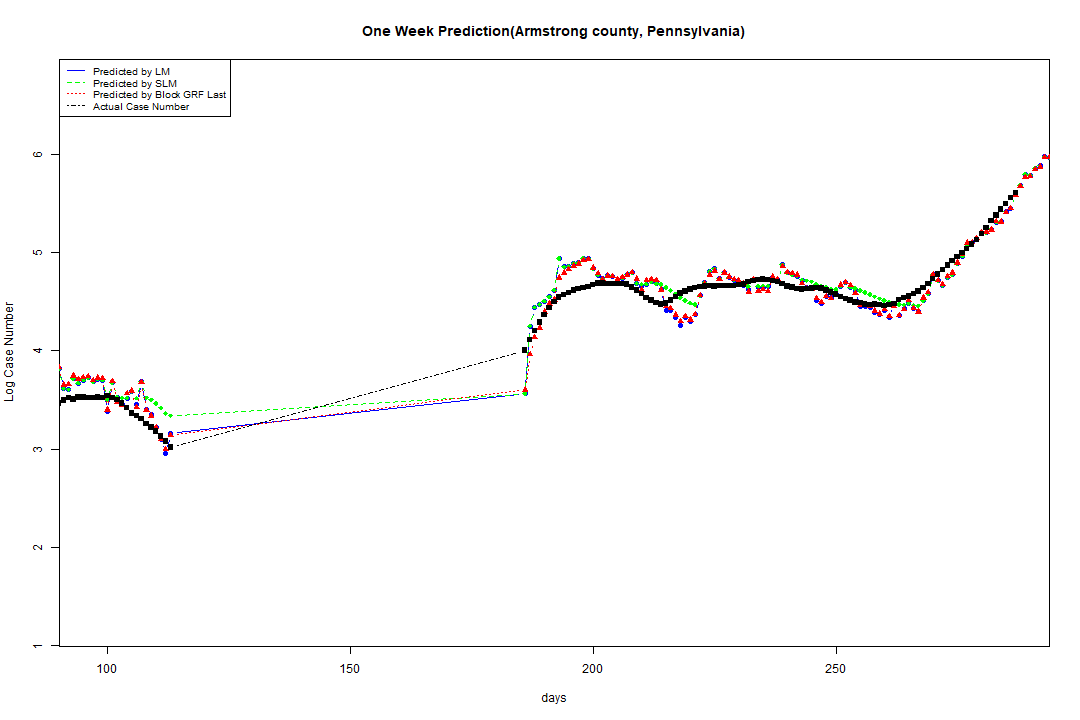 One Week Prediction(Armstrong county, Pennsylvania)
Predicted by LM
Predicted by SLM
Predicted by Block GRF Last
Actual Case Number
Log Case Number
6
5
4
3
2
1
100
150
200
250
days